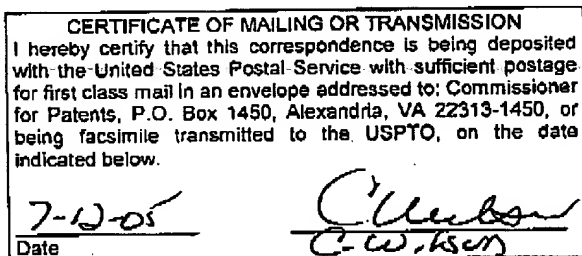 CERTIFICATE OF MAILING OR TRANSMISSION
I hereby certify that this correspondence is being deposited
with the United States Postal Service with sufficient postage
for first class mail in an envelope addressed to: Commissioner
for Patents, P.O. Box 1450, Alexandria, VA 22313-1450, or
being facsimile transmitted to the USPTO, on the date
indicated below.
7-12-05
Date
C. Wilson